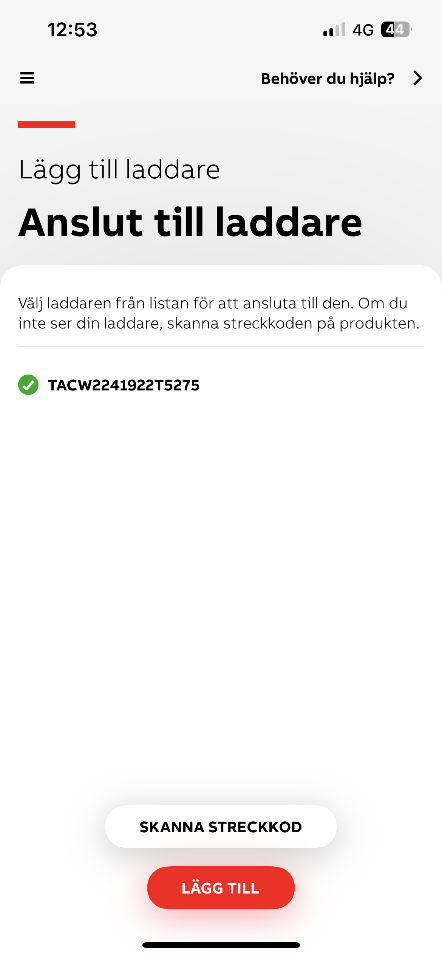 12:53
4G
44
Behöver du hjälp?
Lägg till laddare
Anslut till laddare
Välj laddaren från listan för att ansluta till den. Om du
inte ser din laddare, skanna streckkoden på produkten.
TACW2241922T5275
SKANNA STRECKKOD
LÄGG TILL